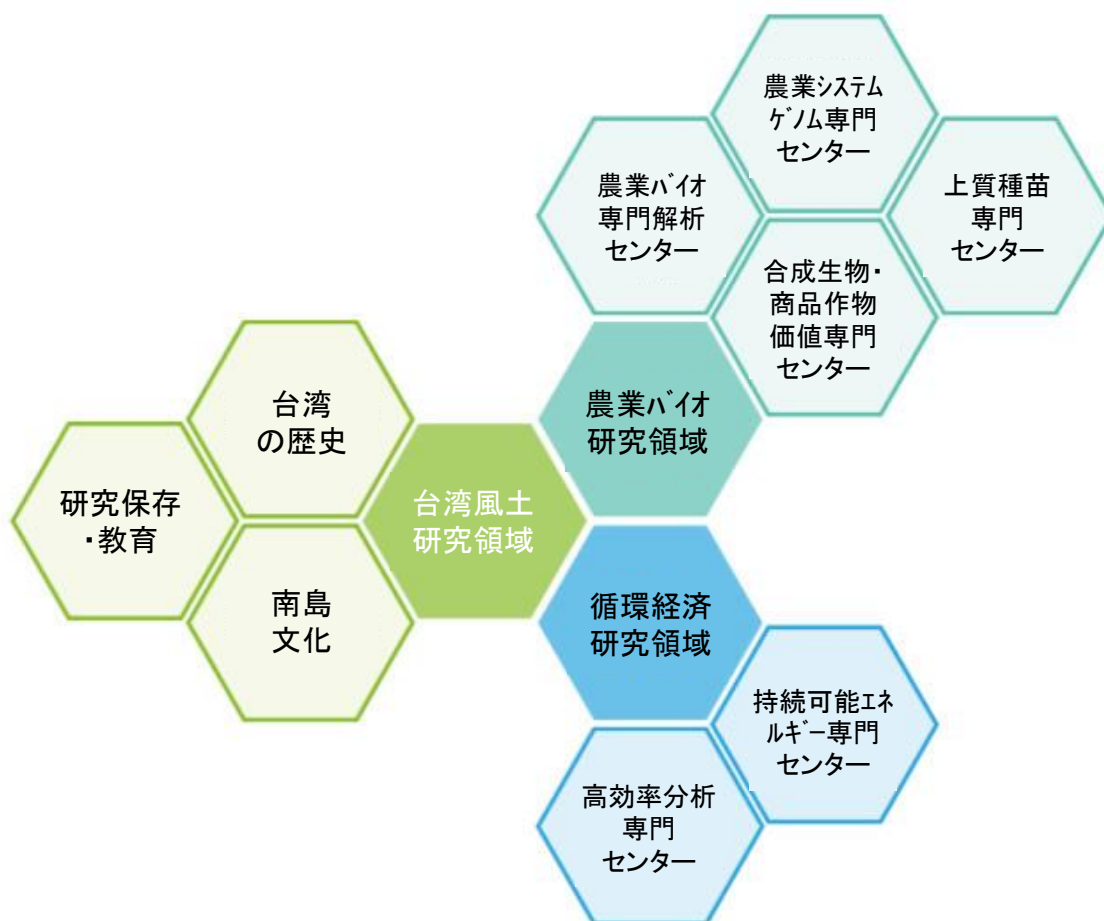 農業システム
ゲノム専門
センター
農業バイオ
専門解析
センター
上質種苗
専門
センター
合成生物・
商品作物
価値専門
センター
農業バイオ
研究領域
台湾
の歴史
研究保存
・教育
台湾風土
研究領域
南島
文化
循環経済
研究領域
持続可能エネ
ルギー専門
センター
高効率分析
専門
センター